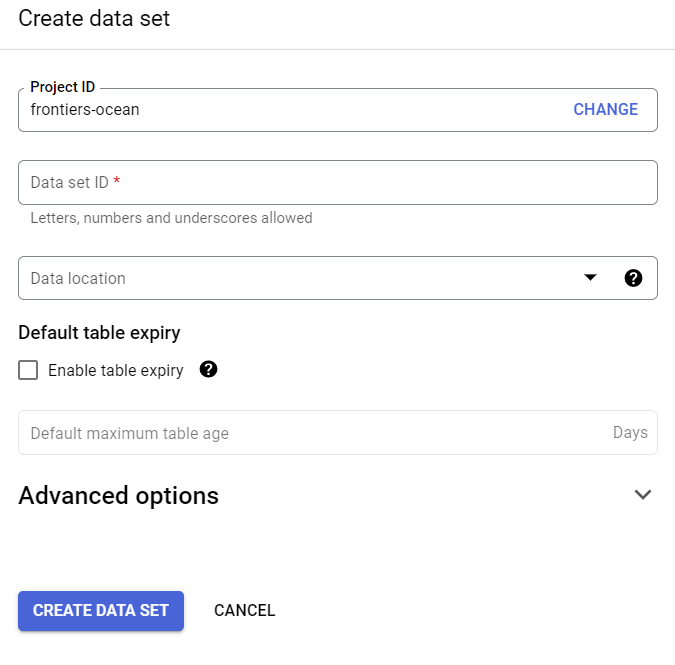 Create data set
Project ID
frontiers-ocean
CHANGE
Data set ID *
Letters, numbers and underscores allowed
Data location
?
Default table expiry
Enable table expiry ?
Default maximum table age
Days
Advanced options
CREATE DATA SET
CANCEL